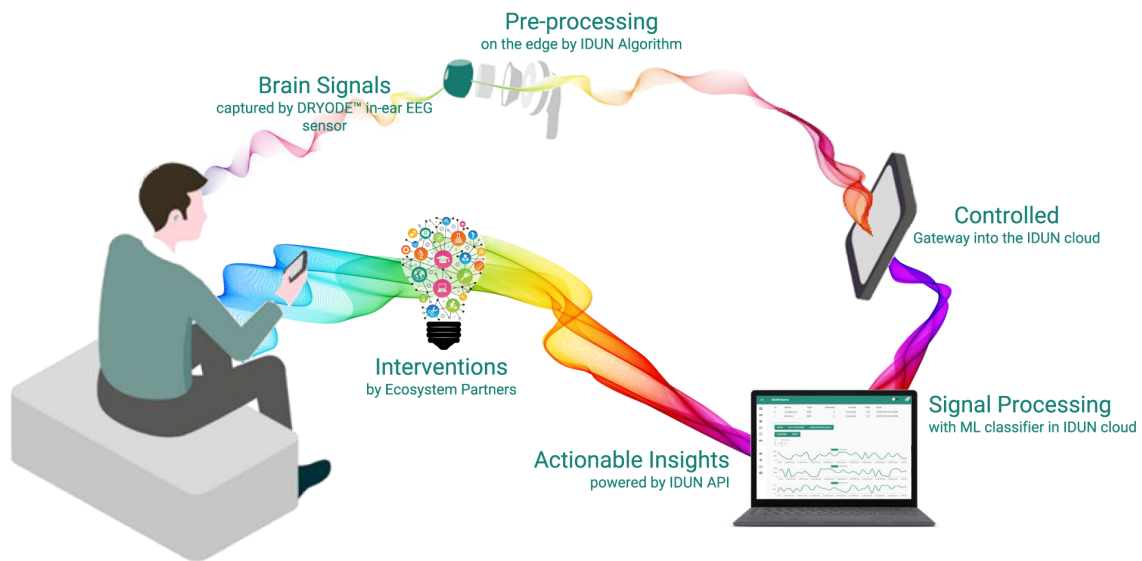 Pre-processing
on the edge by IDUN Algorithm
Brain Signals
captured by DRYODE™ in-ear EEG
sensor
Controlled
Gateway into the IDUN cloud
Interventions
by Ecosystem Partners
Signal Processing
with ML classifier in IDUN cloud
Actionable Insights
powered by IDUN API